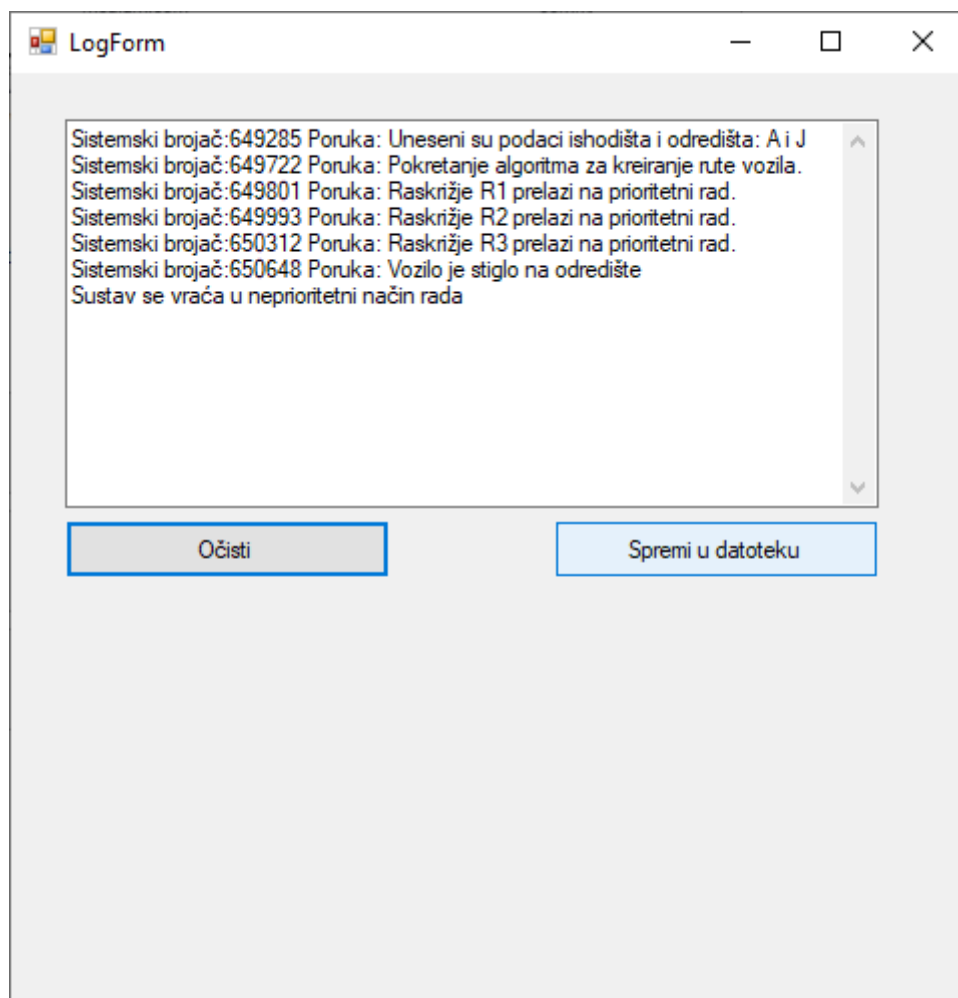 LogForm
Sistemski brojač:649285 Poruka: Uneseni su podaci ishodišta i odredišta: A i J
Sistemski brojač:649722 Poruka: Pokretanje algoritma za kreiranje rute vozila.
Sistemski brojač:649801 Poruka: Raskrižje R1 prelazi na prioritetni rad.
Sistemski brojač:649993 Poruka: Raskrižje R2 prelazi na prioritetni rad.
Sistemski brojač:650312 Poruka: Raskrižje R3 prelazi na prioritetni rad.
Sistemski brojač:650648 Poruka: Vozilo je stiglo na odredište
Sustav se vraća u neprioritetni način rada
Očisti
Spremi u datoteku